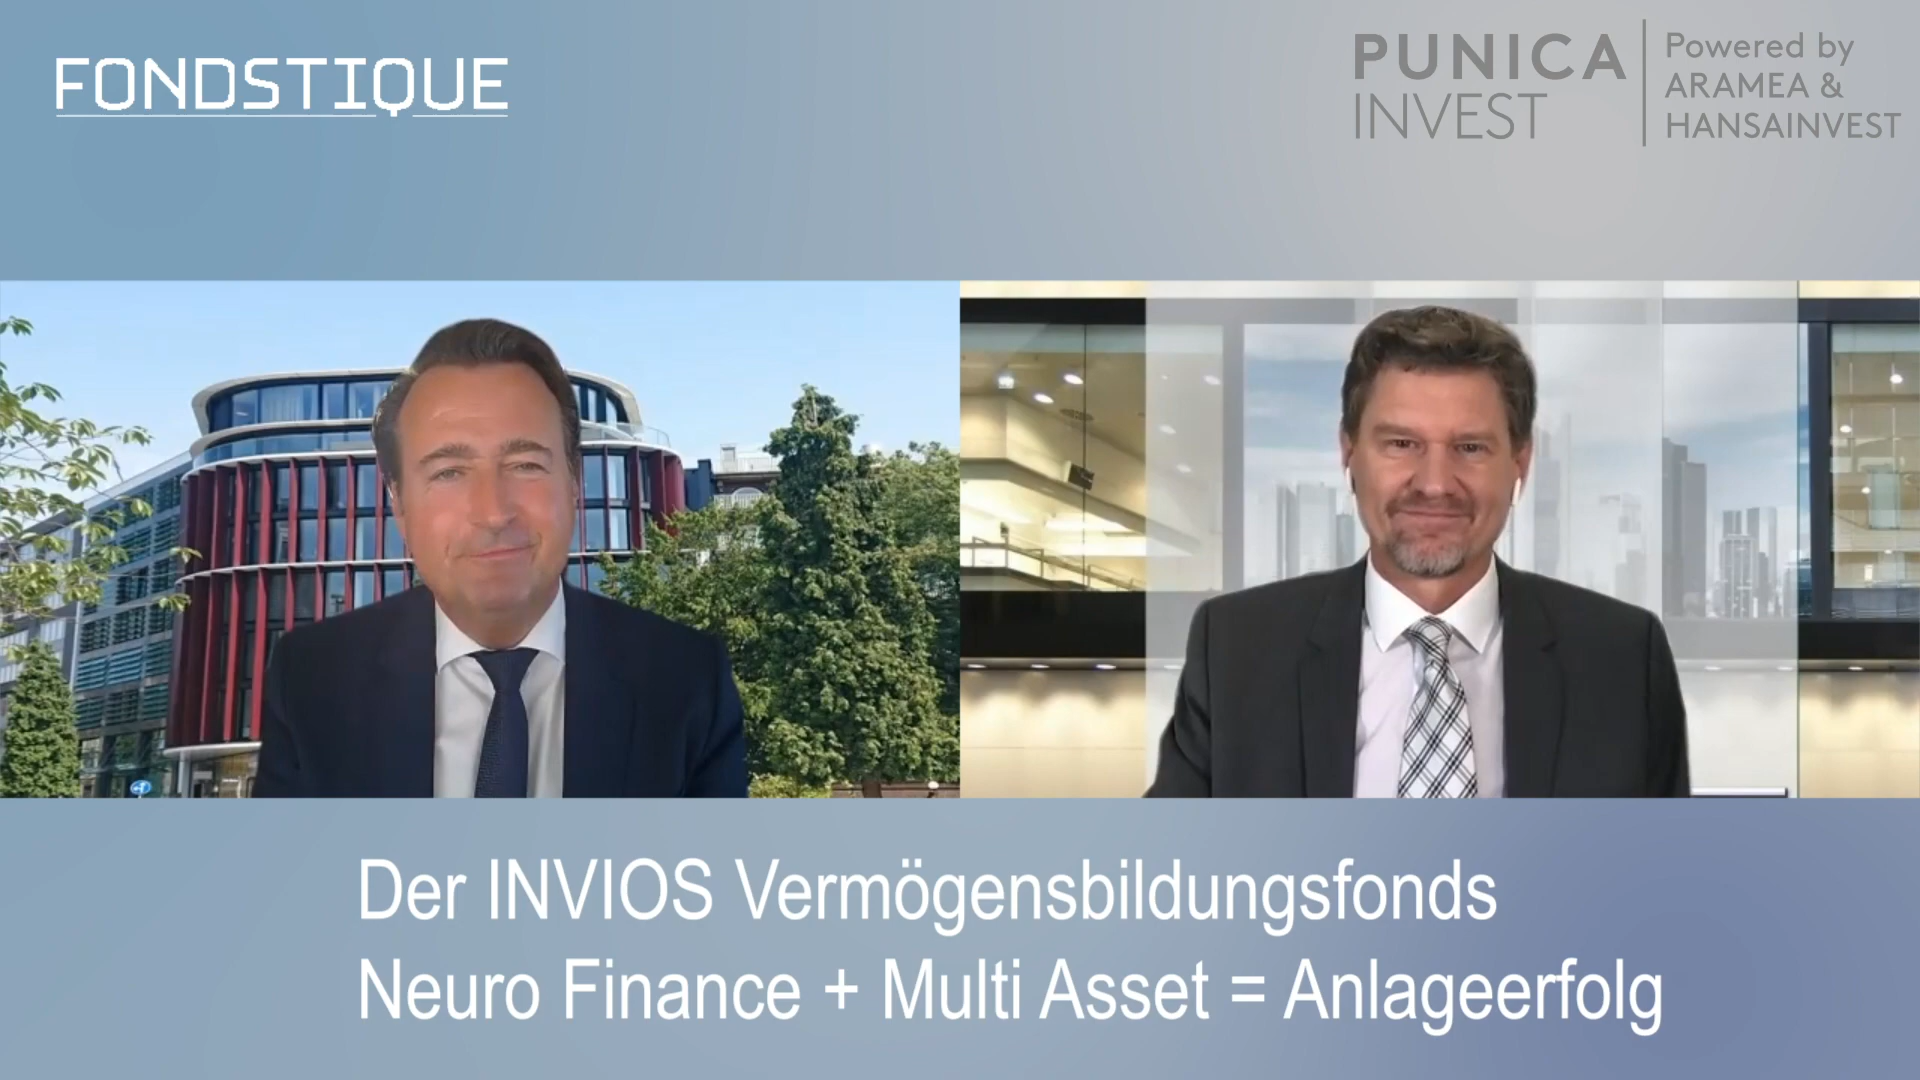 FONDSTIQUE
PUNICA
INVEST
Powered by
ARAMEA &
HANSAINVEST
Der INVIOS Vermögensbildungsfonds
Neuro Finance + Multi Asset = Anlageerfolg